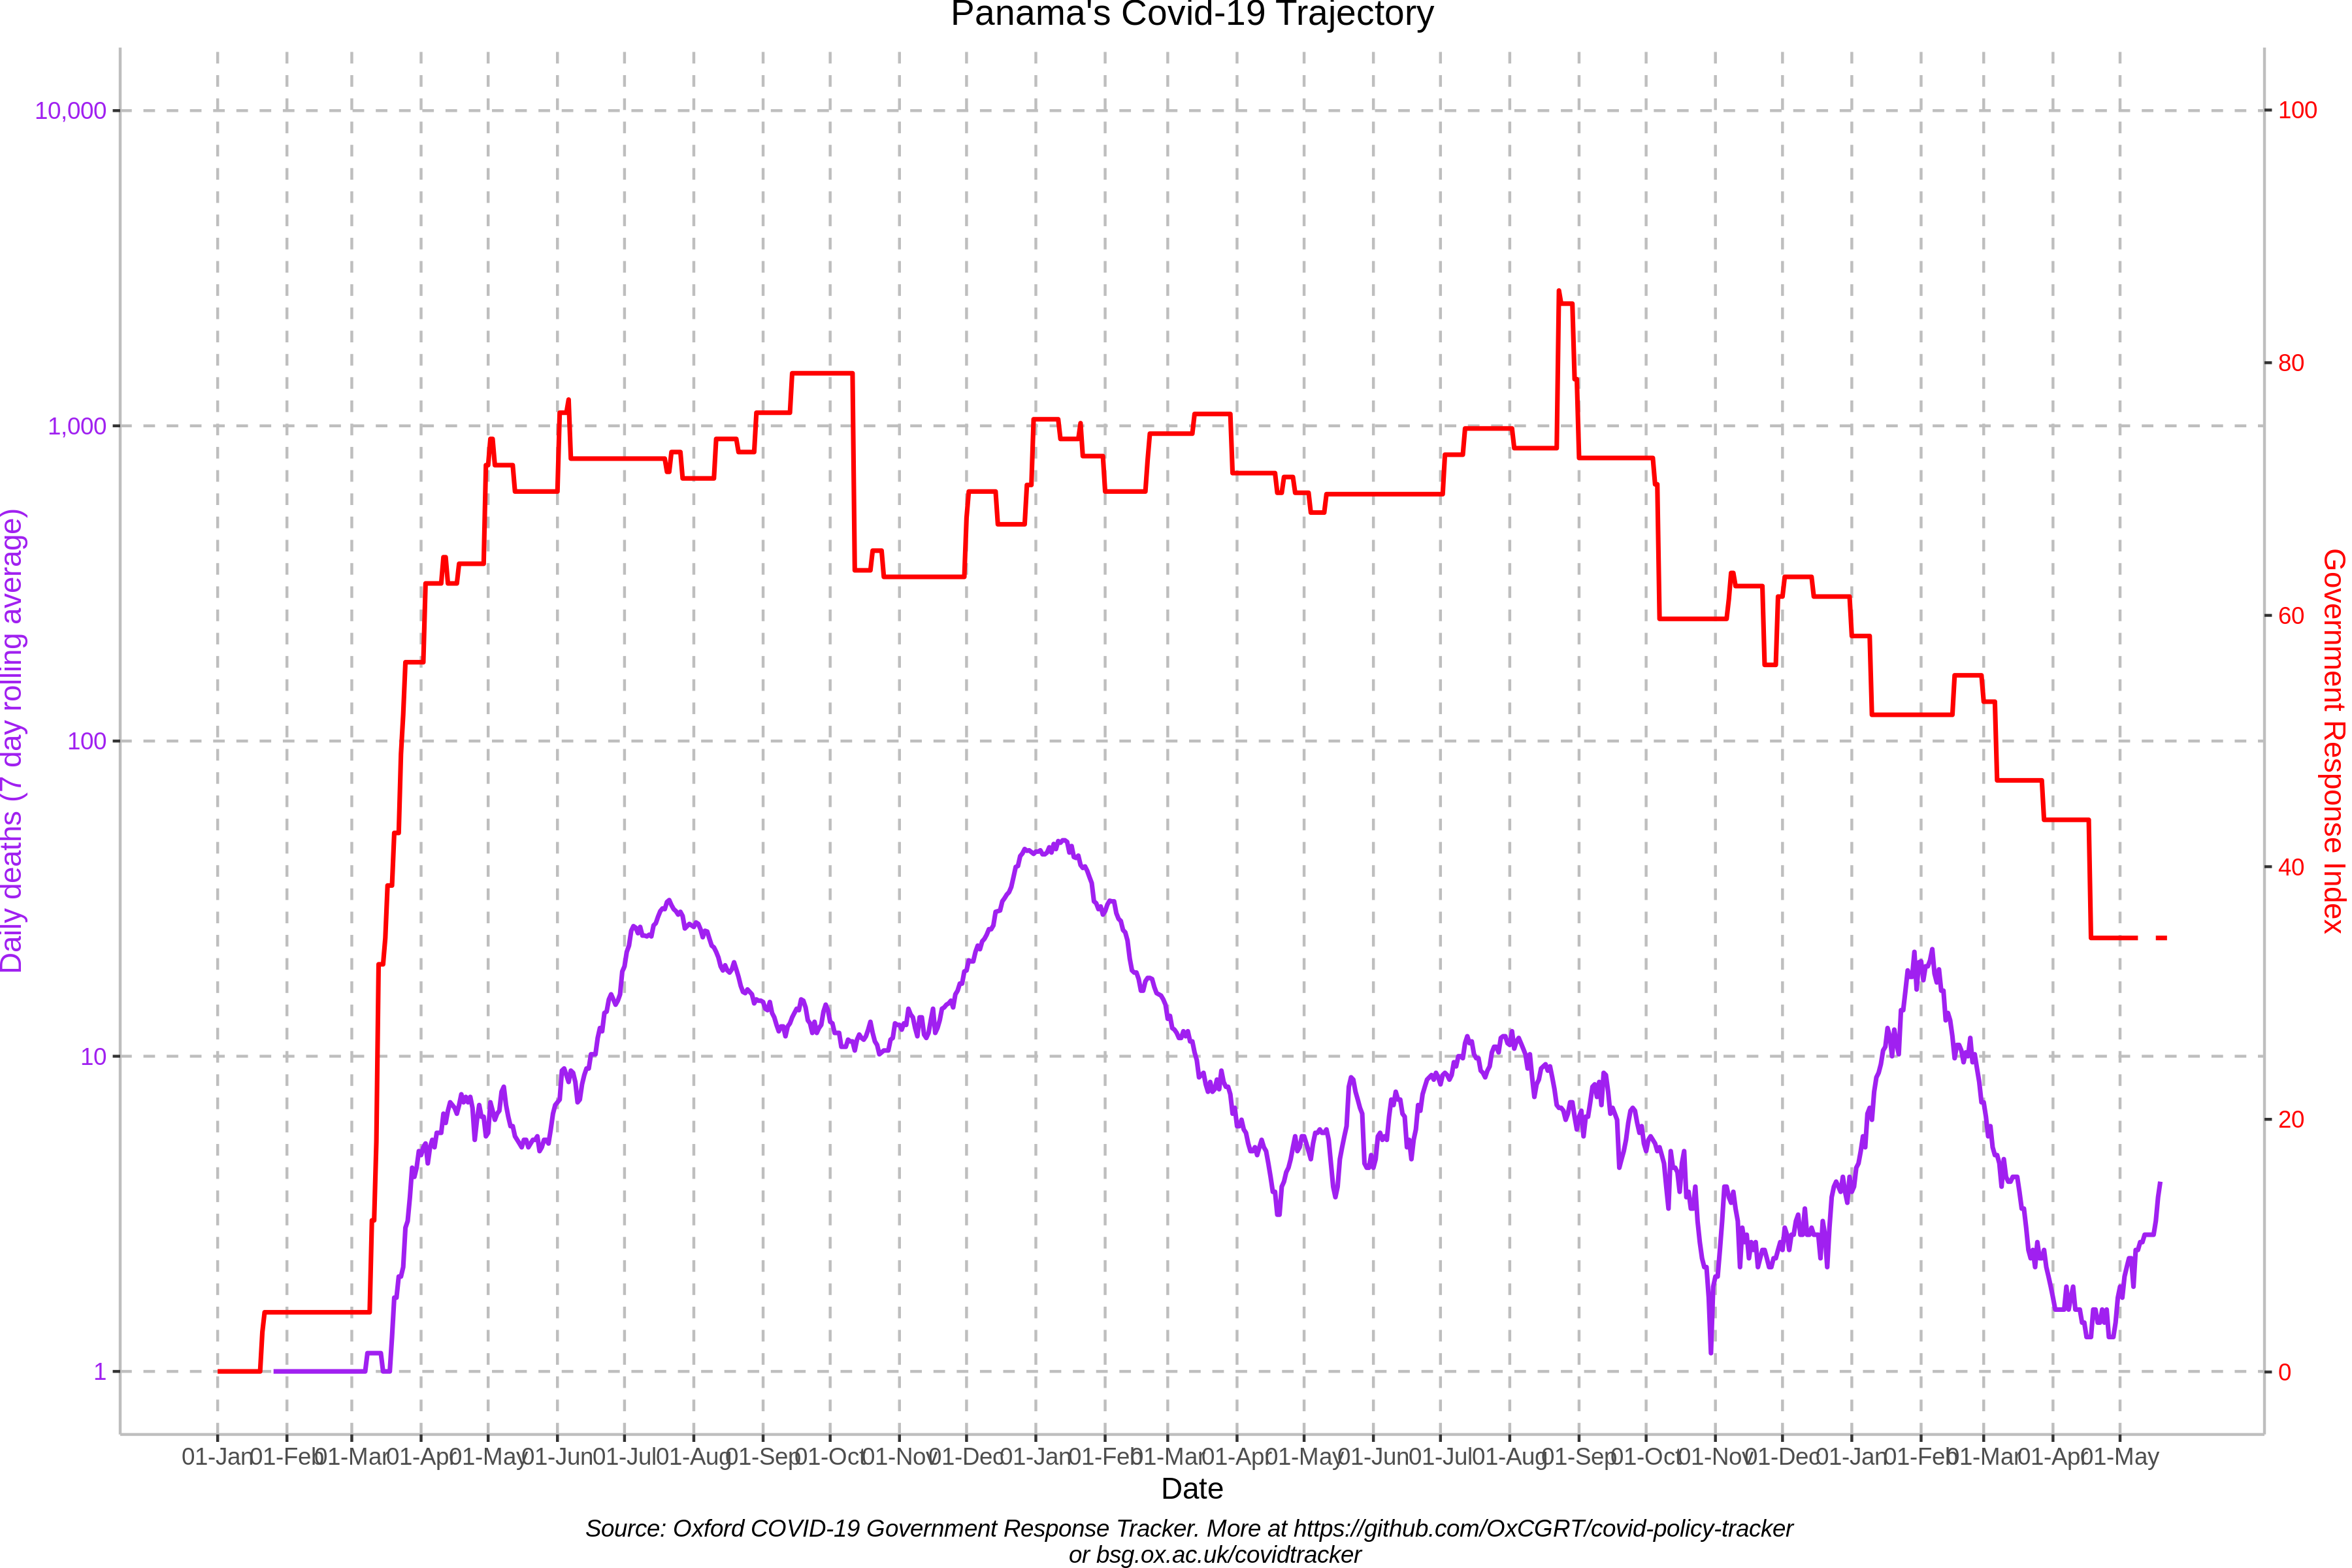 Panama's Covid-19 Trajectory
10,000
1,000
100
10
1
Daily deaths (7 day rolling average)
100
80
60
40
20
0
Government Response Index
01-Jan 01-Feb 01-Mar 01-Apr 01-May 01-Jun 01-Jul 01-Aug 01-Sep 01-Oct 01-Nov 01-Dec 01-Jan 01-Feb 01-Mar 01-Apr 01-May 01-Jun 01-Jul 01-Aug 01-Sep 01-Oct 01-Nov 01-Dec 01-Jan 01-Feb 01-Mar 01-Apr 01-May
Date
Source: Oxford COVID-19 Government Response Tracker. More at https://github.com/OxCGRT/covid-policy-tracker
or bsg.ox.ac.uk/covidtracker